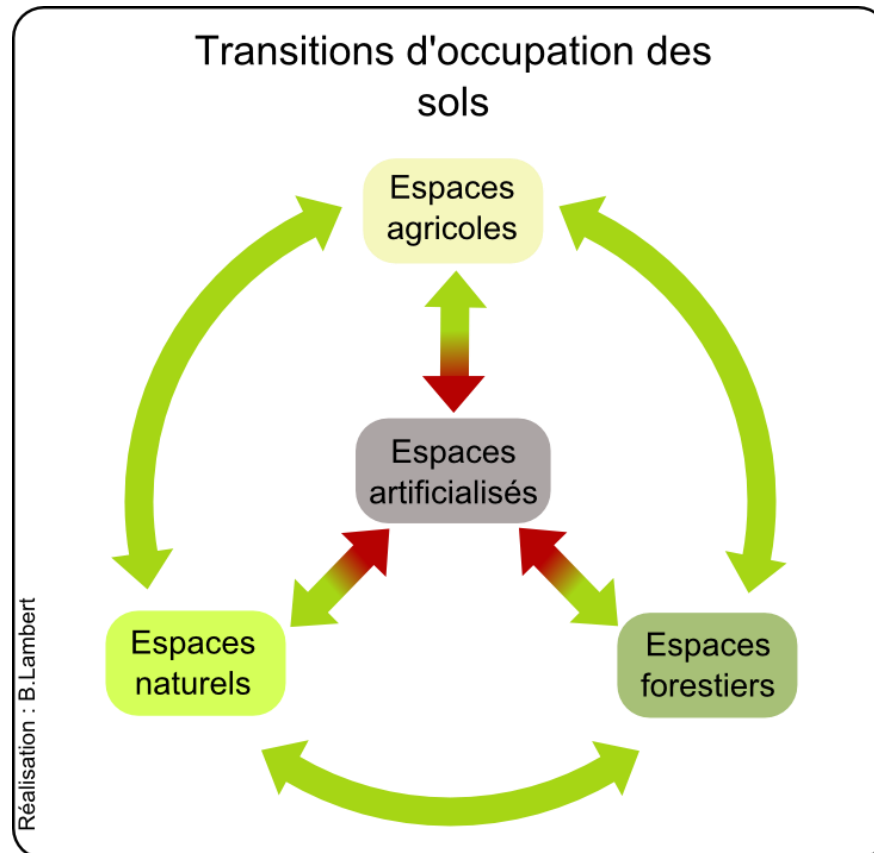 Transitions d'occupation des
sols
Espaces
agricoles
Espaces
artificialisés
Espaces
naturels
Espaces
forestiers
Réalisation : B.Lambert